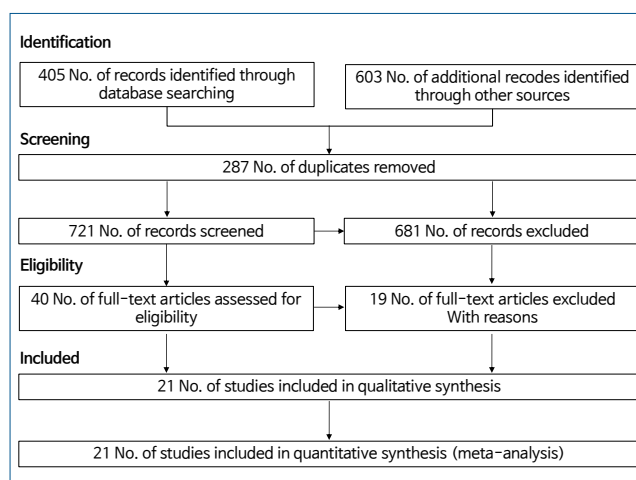 Identification
405 No. of records identified through
database searching
603 No. of additional recodes identified
through other sources
Screening
287 No. of duplicates removed
721 No. of records screened
681 No. of records excluded
Eligibility
40 No. of full-text articles assessed for
eligibility
19 No. of full-text articles excluded
With reasons
Included
21 No. of studies included in qualitative synthesis
21 No. of studies included in quantitative synthesis (meta-analysis)